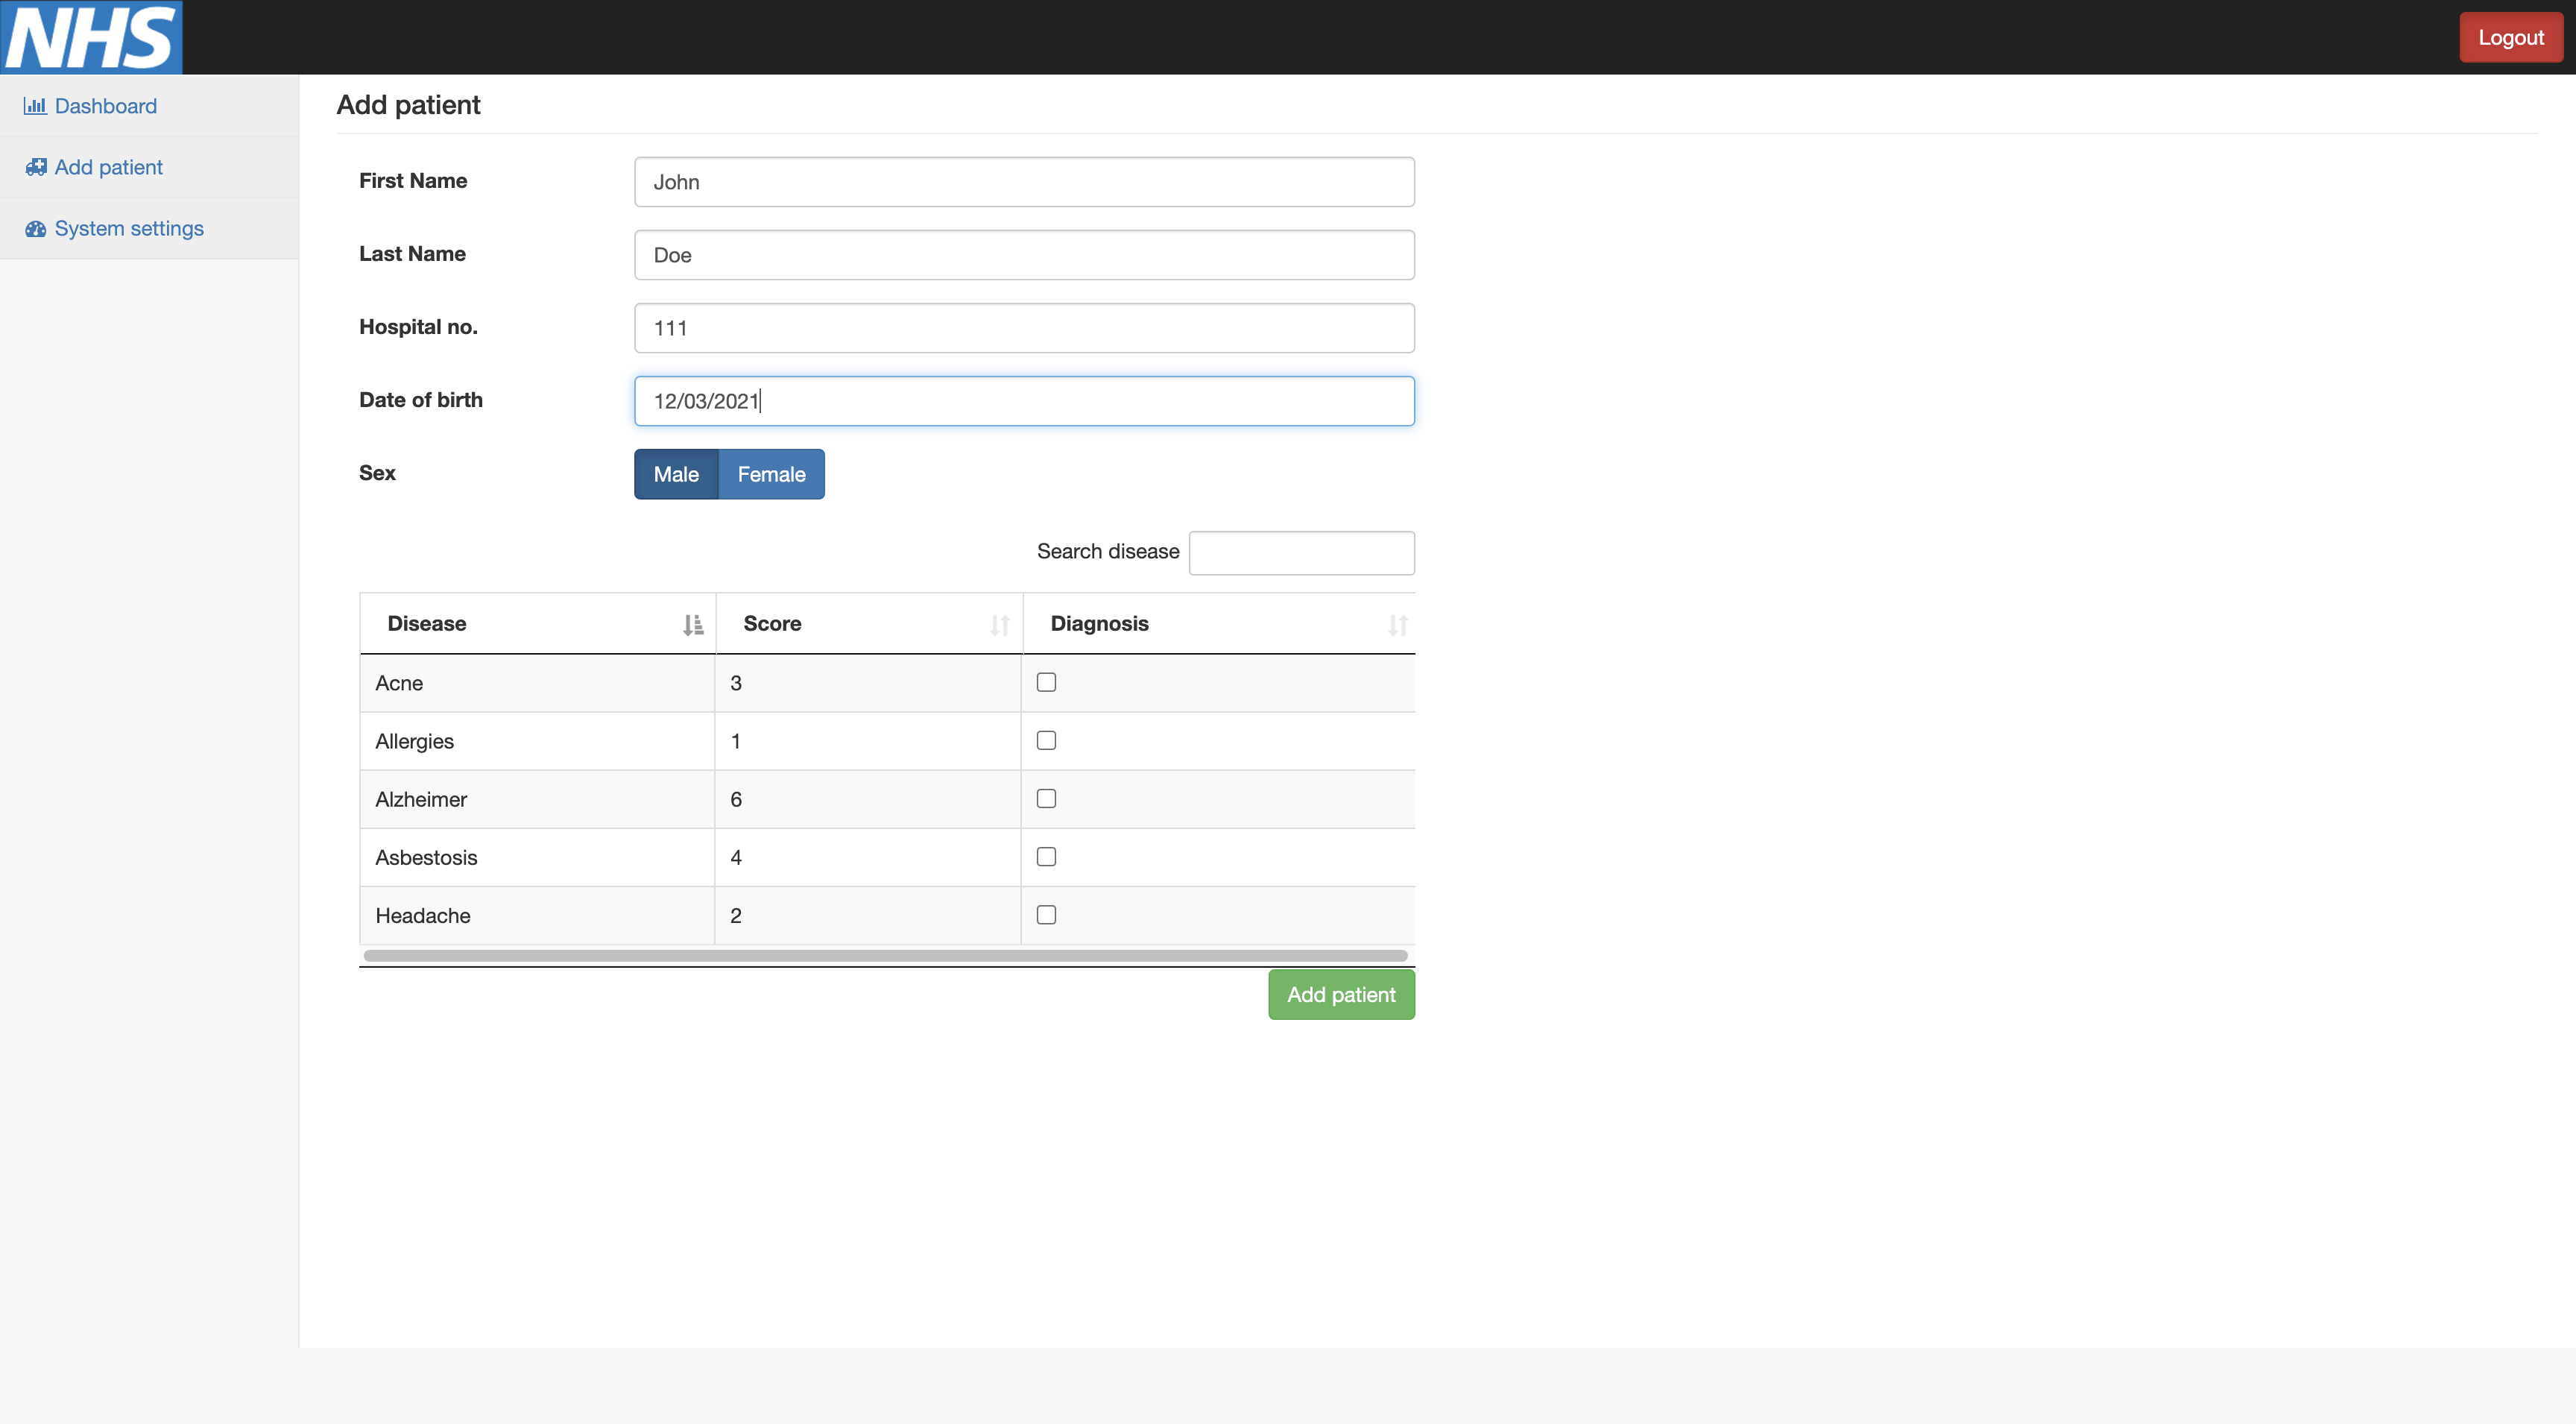 NHS
Logout
Dashboard
Add patient
System settings
Add patient
First Name John
Last Name Doe
Hospital no. 111
Date of birth 12/03/2021
Sex Male Female
Search disease
Disease Score Diagnosis
Acne 3
Allergies 1
Alzheimer 6
Asbestosis 4
Headache 2
Add patient